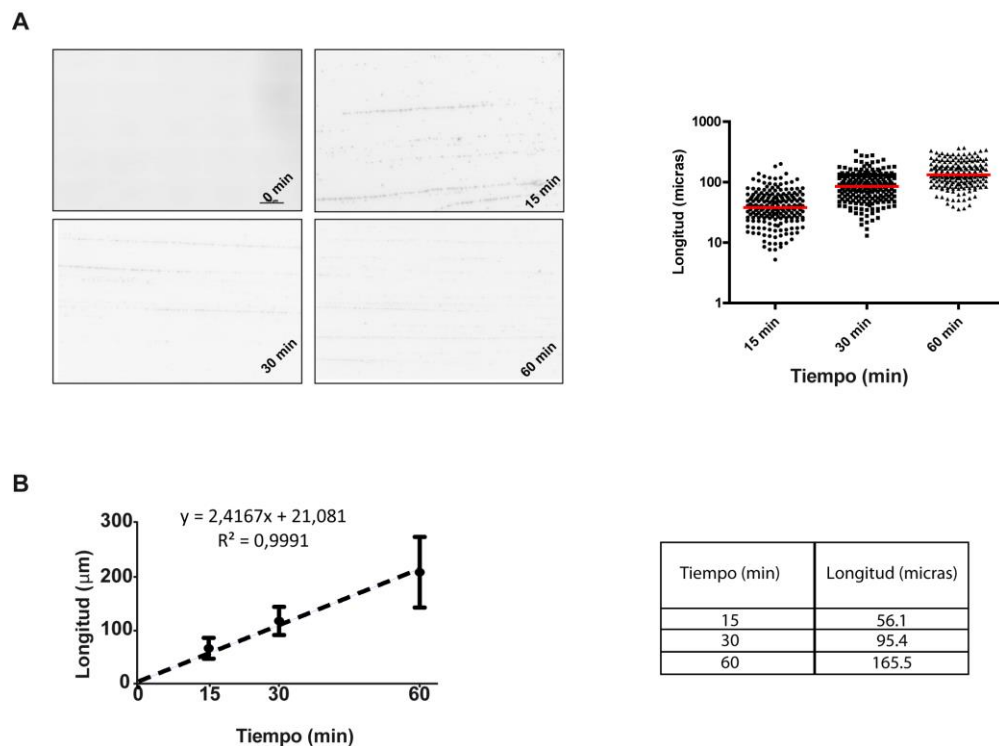 A
0 min
15 min
30 min
60 min
Longitud (micras)
1000
100
10
1
15 min
30 min
60 min
Tiempo (min)
B
y = 2,4167x + 21,081
R² = 0,9991
Longitud (μm)
300
200
100
0
0 15 30 60
Tiempo (min)
Tiempo (min) Longitud (micras)
15 56.1
30 95.4
60 165.5